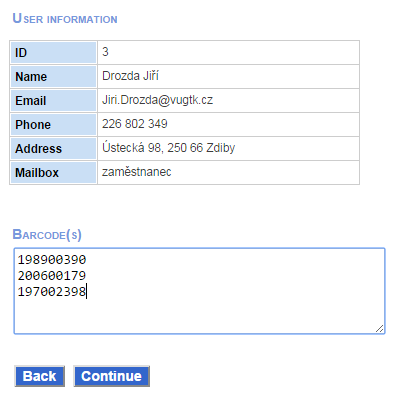 User information
ID 3
Name Drozda Jiří
Email Jiri.Drozda@vugtk.cz
Phone 226 802 349
Address Ústecká 98, 250 66 Zdiby
Mailbox zaměstnanec
Barcode(s)
198900390
200600179
197002398
Back Continue